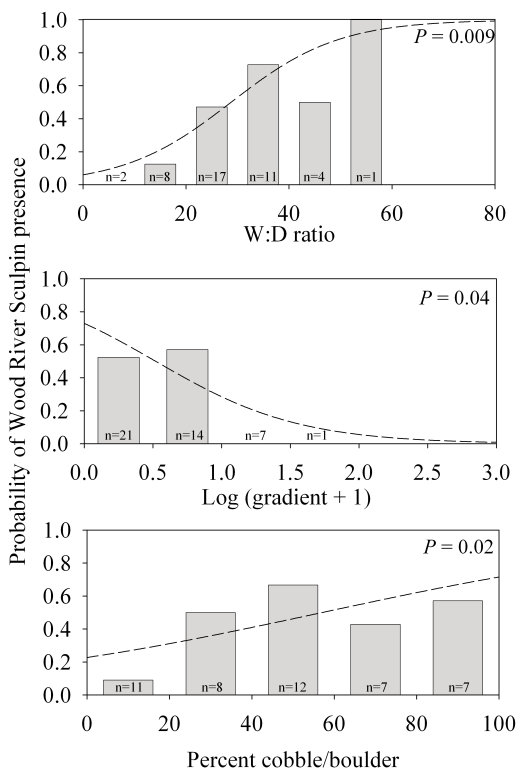 Probability of Wood River Sculpin presence
1.0
0.8
0.6
0.4
0.2
0.0
P = 0.009
n=2 n=8 n=17 n=11 n=4 n=1
0 20 40 60 80
W:D ratio
1.0
0.8
0.6
0.4
0.2
0.0
P = 0.04
n=21 n=14 n=7 n=1
0.0 0.5 1.0 1.5 2.0 2.5 3.0
Log (gradient + 1)
1.0
0.8
0.6
0.4
0.2
0.0
P = 0.02
n=11 n=8 n=12 n=7 n=7
0 20 40 60 80 100
Percent cobble/boulder